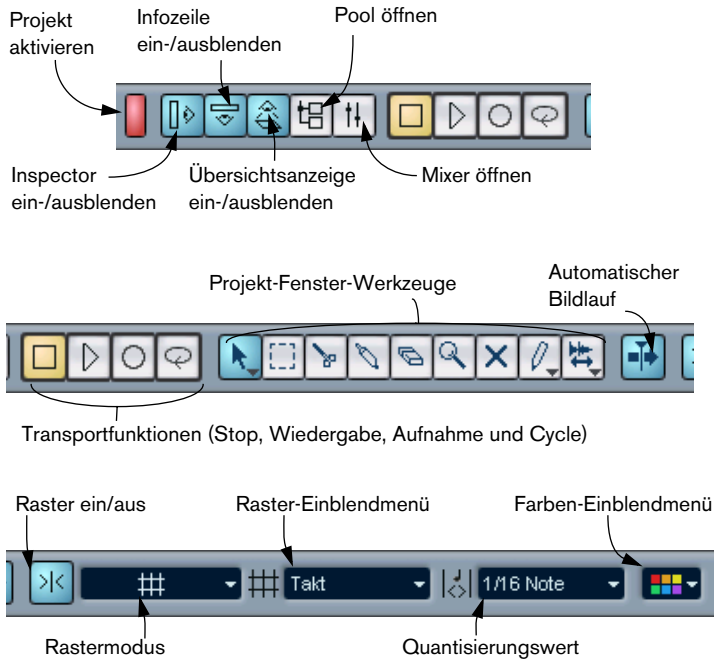 Projekt
aktivieren
Infozeile
ein-/ausblenden
Pool öffnen
Inspector
ein-/ausblenden
Übersichtsanzeige
ein-/ausblenden
Mixer öffnen
Projekt-Fenster-Werkzeuge
Automatischer
Bildlauf
Transportfunktionen (Stop, Wiedergabe, Aufnahme und Cycle)
Raster ein/aus
Raster-Einblendmenü
Farben-Einblendmenü
Takt
1/16 Note
Rastermodus
Quantisierungswert